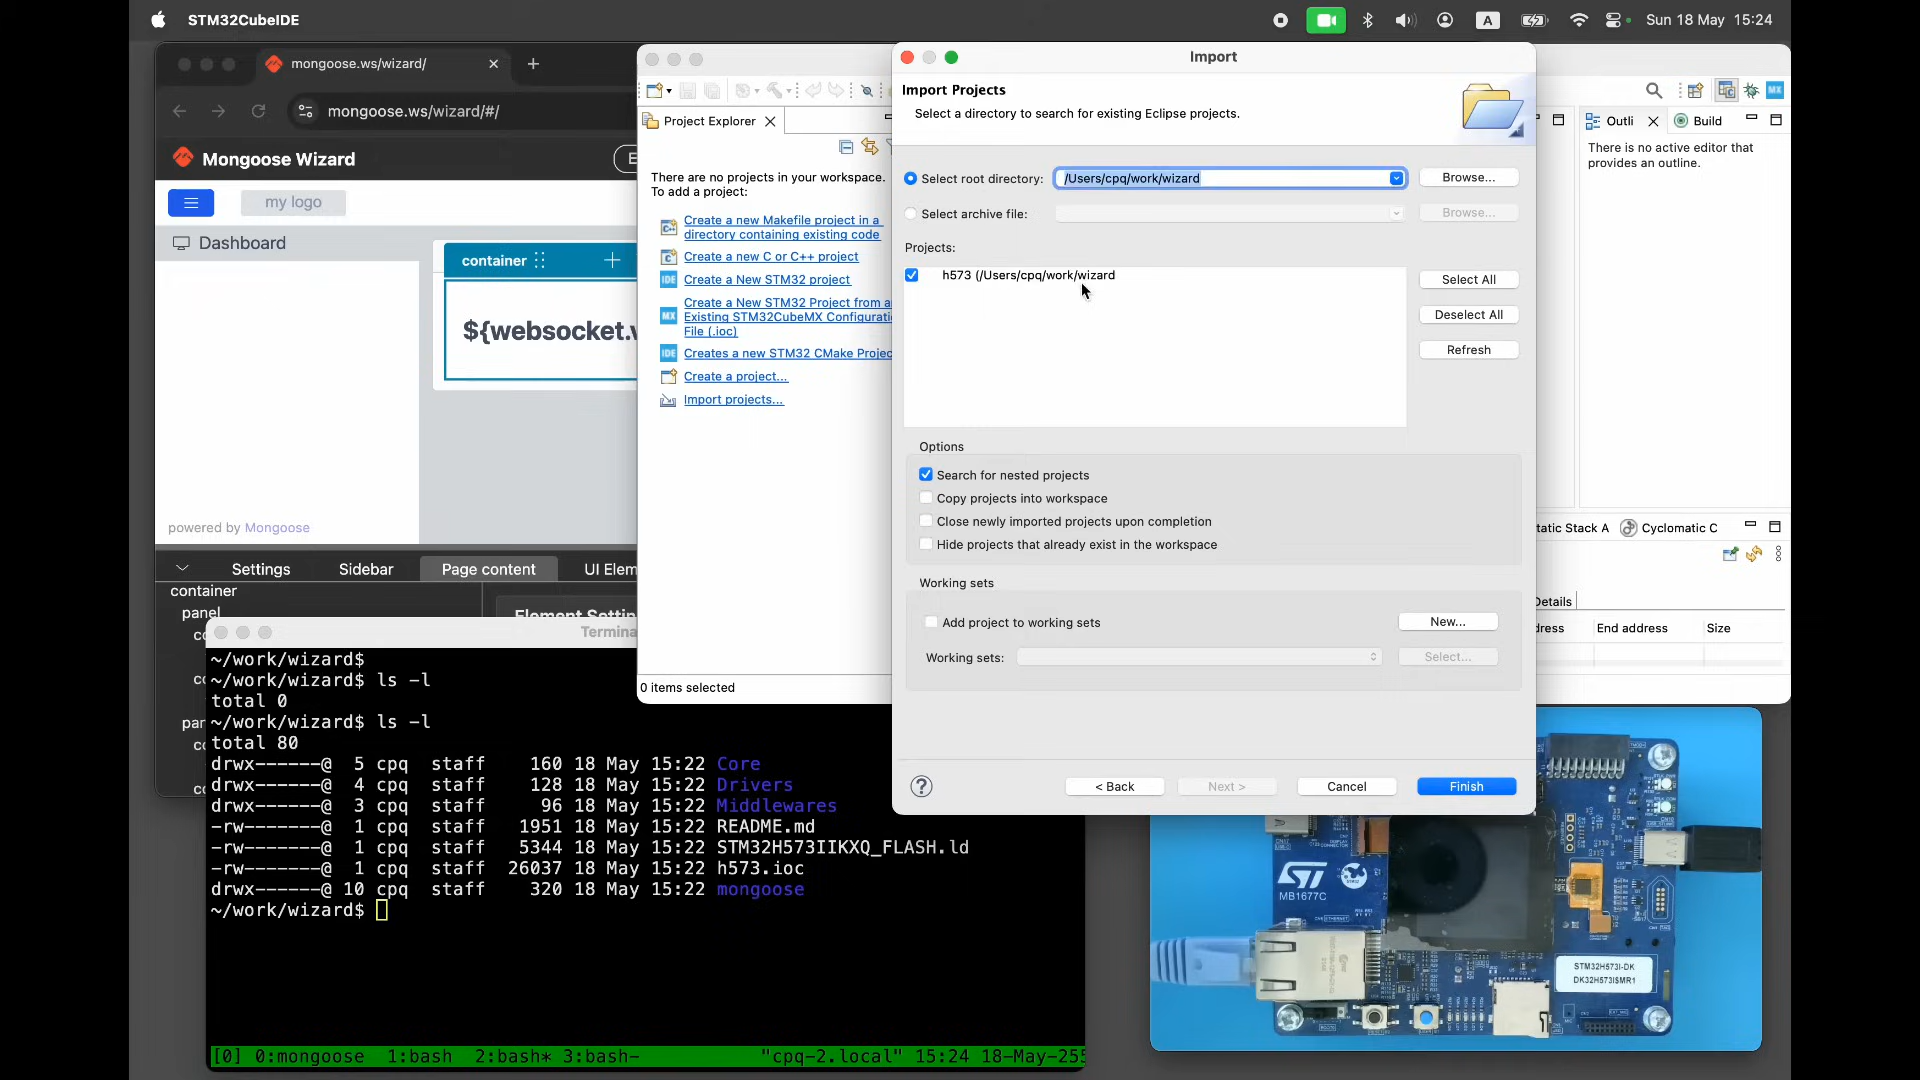 STM32CubeIDE
A
Sun 18 May 15:24
mongoose.ws/wizard/
mongoose.ws/wizard/#/
Mongoose Wizard
my logo
Dashboard
container
${websocket.v
powered by Mongoose
Settings
Sidebar
Page content
UI Elem
container
panel
Element Settin
Project Explorer
There are no projects in your workspace.
To add a project:
Create a new Makefile project in a
directory containing existing code
Create a new C or C++ project
Create a New STM32 project
Create a New STM32 Project from a
Existing STM32CubeMX Configurati
File (.ioc)
Creates a new STM32 CMake Projec
Create a project...
Import projects...
0 items selected
Import
Import Projects
Select a directory to search for existing Eclipse projects.
Select root directory:
/Users/cpq/work/wizard
Browse...
Select archive file:
Browse...
Projects:
h573 (/Users/cpq/work/wizard
Select All
Deselect All
Refresh
Options
Search for nested projects
Copy projects into workspace
Close newly imported projects upon completion
Hide projects that already exist in the workspace
Working sets
Add project to working sets
New...
Working sets:
Select...
?
< Back
Next >
Cancel
Finish
MX
Outli
Build
There is no active editor that
provides an outline.
tatic Stack A
Cyclomatic C
Details
dress
End address
Size
Termina
~/work/wizard$
~/work/wizard$ ls -l
total 0
~/work/wizard$ ls -l
total 80
drwx------@ 5 cpq staff 160 18 May 15:22 Core
drwx------@ 4 cpq staff 128 18 May 15:22 Drivers
drwx------@ 3 cpq staff 96 18 May 15:22 Middlewares
-rw-------@ 1 cpq staff 1951 18 May 15:22 README.md
-rw-------@ 1 cpq staff 5344 18 May 15:22 STM32H573IIKXQ_FLASH.ld
-rw-------@ 1 cpq staff 26037 18 May 15:22 h573.ioc
drwx------@ 10 cpq staff 320 18 May 15:22 mongoose
~/work/wizard$
[0] 0:mongoose 1:bash 2:bash* 3:bash-
"cpq-2.local" 15:24 18-May-255
ST
MB1677C
STM32H573I-DK
DK32H573I$MR1